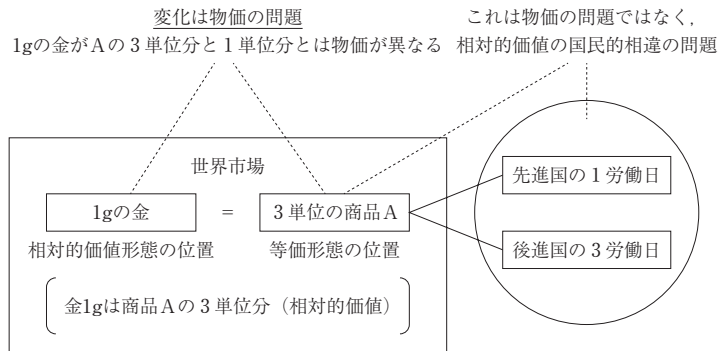 変化は物価の問題
1gの金がAの3単位分と1単位分とは物価が異なる
これは物価の問題ではなく，
相対的価値の国民的相違の問題
世界市場
1gの金
=
3単位の商品A
相対的価値形態の位置
等価形態の位置
金1gは商品Aの3単位分（相対的価値）
先進国の1労働日
後進国の3労働日